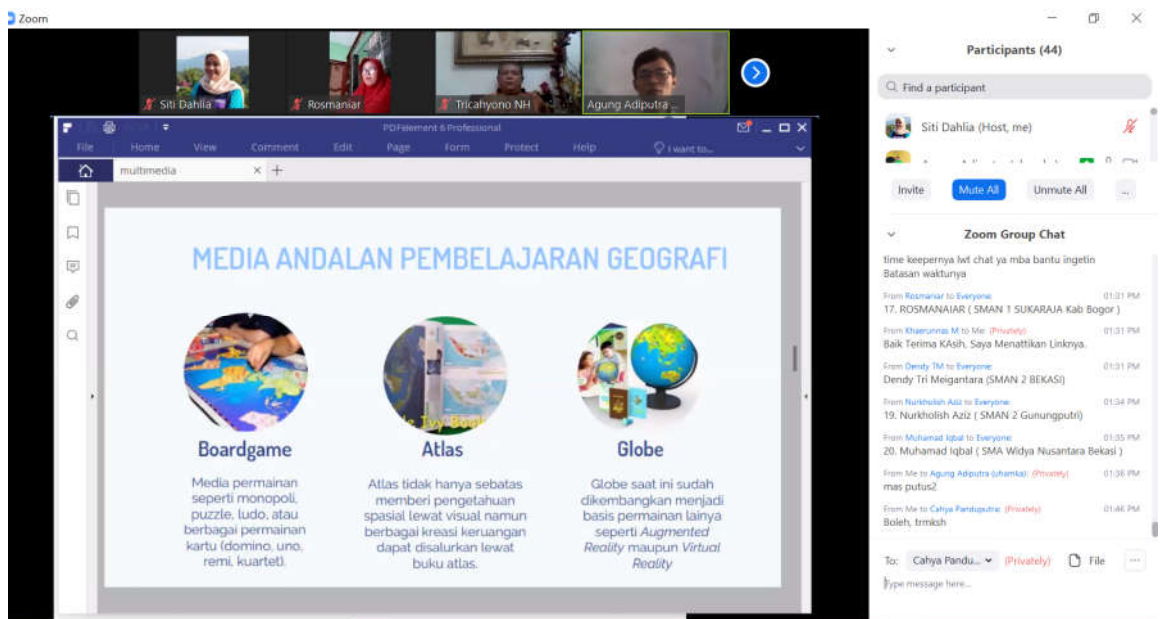 Zoom
Siti Dahlia
Rosmaniar
Tricahyono NH
Agung Adiputra ...
PDFelement 6 Professional
File Home View Comment Edit Page Form Protect Help I want to...
multimedia
MEDIA ANDALAN PEMBELAJARAN GEOGRAFI
Boardgame
Media permainan
seperti monopoli,
puzzle, ludo, atau
berbagai permainan
kartu (domino, uno,
remi, kuartet).
Atlas
Atlas tidak hanya sebatas
memberi pengetahuan
spasial lewat visual namun
berbagai kreasi keruangan
dapat disalurkan lewat
buku atlas.
Globe
Globe saat ini sudah
dikembangkan menjadi
basis permainan lainya
seperti Augmented
Reality maupun Virtual
Reality
Participants (44)
Find a participant
Siti Dahlia (Host, me)
Invite Mute All Unmute All ...
Zoom Group Chat
time keepernya lwt chat ya mba bantu ingetin
Batasan waktunya
From Rosmaniar to Everyone: 01:31 PM
17. ROSMANAIAR ( SMAN 1 SUKARAJA Kab Bogor )
From Khaerunnas M to Me: (Privately) 01:31 PM
Baik Terima KAsih, Saya Menattikan Linknya.
From Dendy TM to Everyone: 01:31 PM
Dendy Tri Meigantara (SMAN 2 BEKASI)
From Nurkholish Aziz to Everyone: 01:34 PM
19. Nurkholish Aziz ( SMAN 2 Gunungputri)
From Muhamad Iqbal to Everyone: 01:35 PM
20. Muhamad Iqbal ( SMA Widya Nusantara Bekasi )
From Me to Agung Adiputra (uhamka): (Privately) 01:36 PM
mas putus2
From Me to Cahya Panduputra: (Privately) 01:46 PM
Boleh, trmksh
To: Cahya Pandu... (Privately) File ...
Type message here...